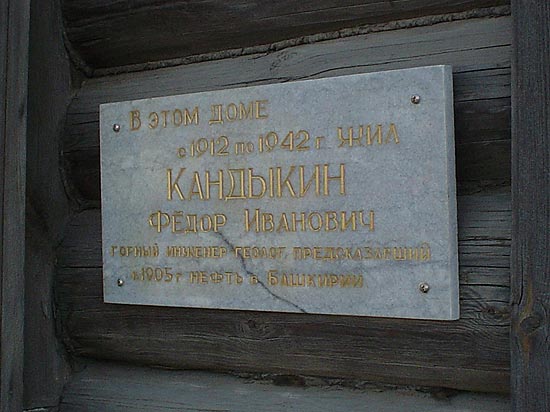 В ЭТОМ ДОМЕ
с 1912 по 1942 г. ЖИЛ
КАНДЫКИН
ФЁДОР ИВАНОВИЧ
ГОРНЫЙ ИНЖЕНЕР ГЕОЛОГ, ПРЕДСКАЗАВШИЙ
в 1905 г НЕФТЬ в БАШКИРИИ